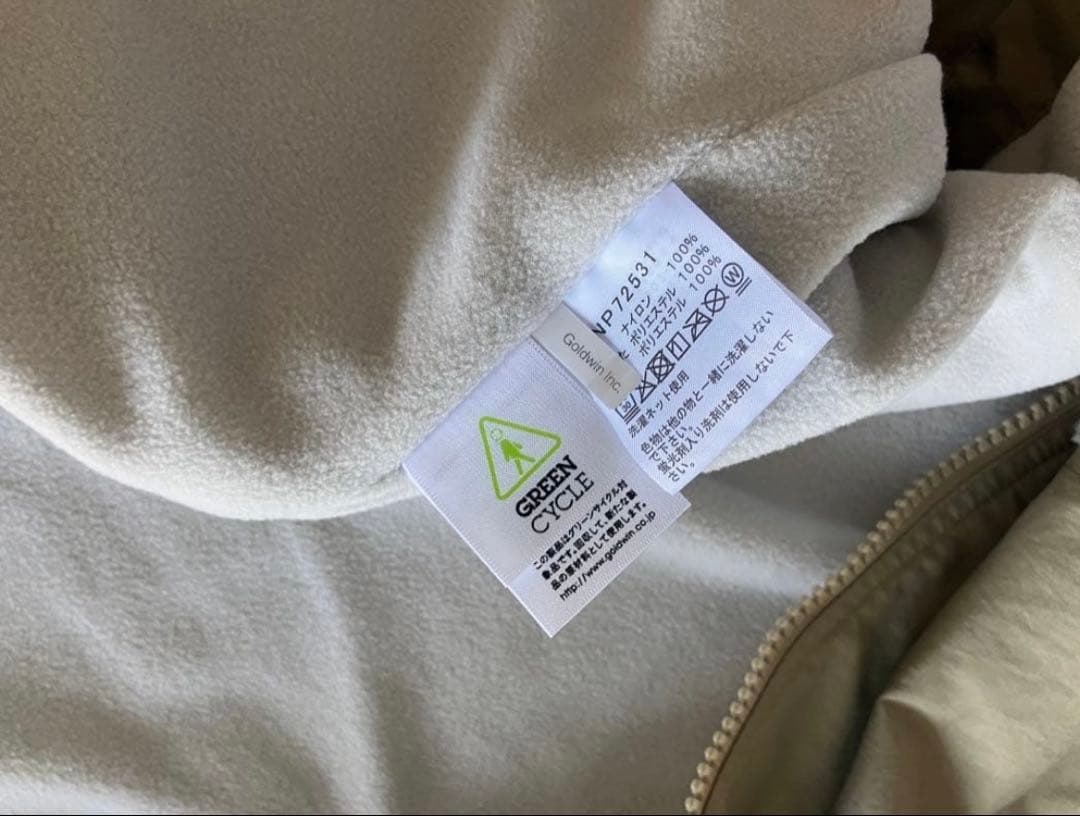 NP72531
ナイロン 100%
ポリエステル 100%
ポリエステル 100%
30
W
洗濯ネット使用
色物は他の物と一緒に洗濯しない
で下さい。
蛍光剤入り洗剤は使用しないで下
さい。
Goldwin Inc.
GREEN
CYCLE
この製品はグリーンサイクル対
象品です。回収して、新たな製
品の原材料として使用します。
http://www.goldwin.co.jp